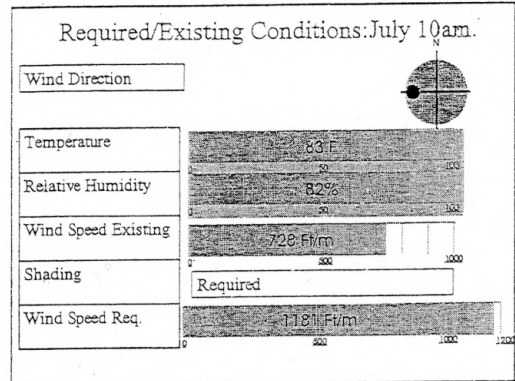 Required/Existing Conditions:July 10am.
N
Wind Direction
Temperature
83 F
0 50 100
Relative Humidity
82%
0 50 100
Wind Speed Existing
728 Ft/m
0 500 1000
Shading
Required
Wind Speed Req.
1181 Ft/m
0 500 1000 1200